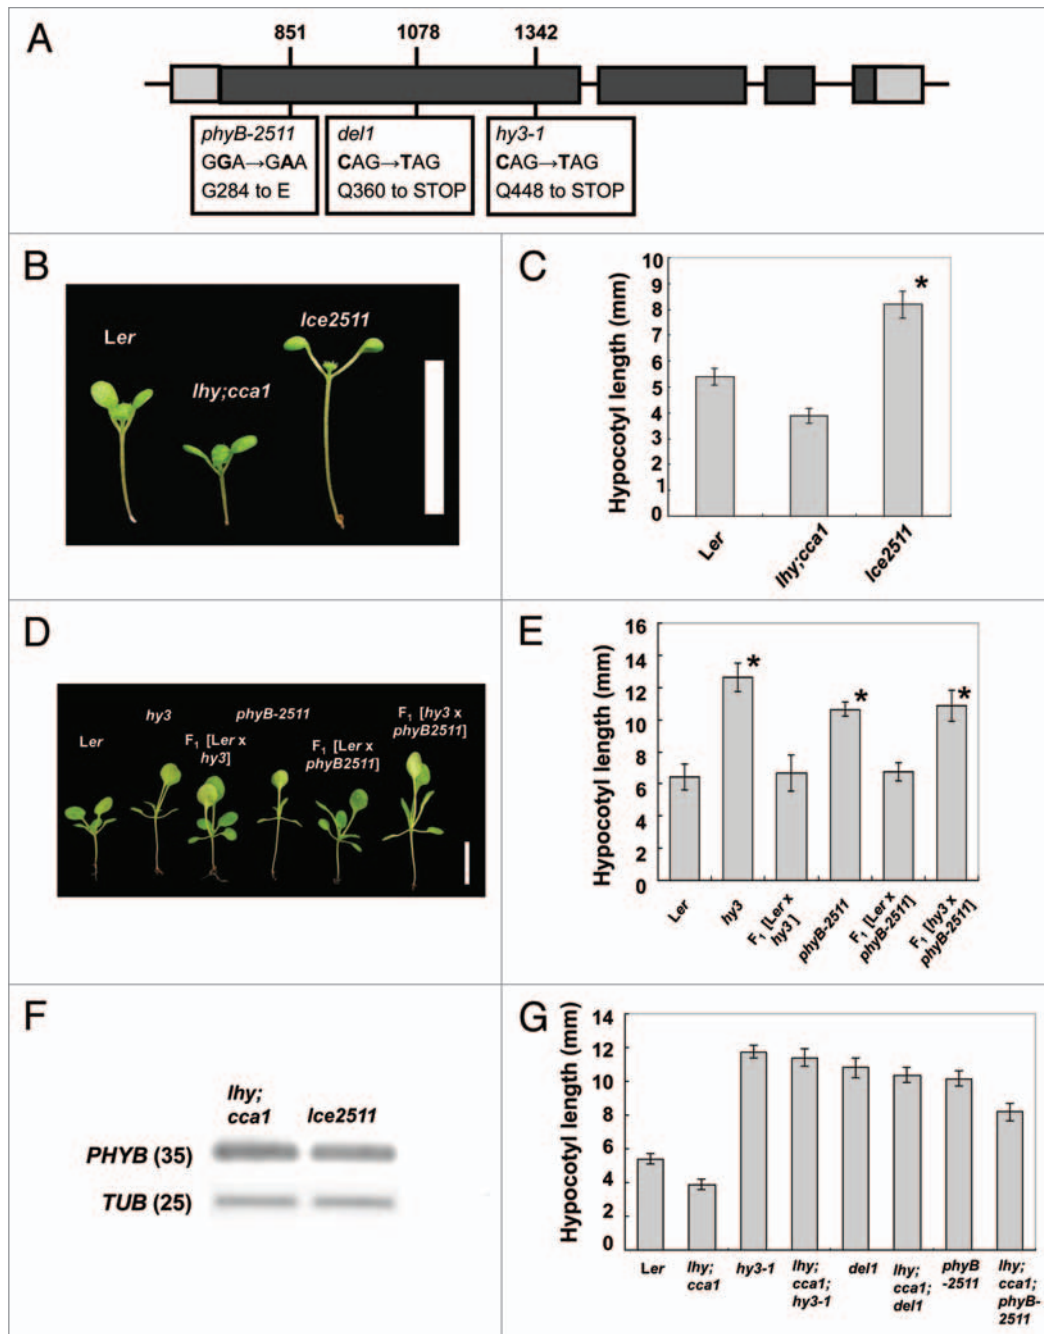 A
851 1078 1342
phyB-2511
GGA→GAA
G284 to E
del1
CAG→TAG
Q360 to STOP
hy3-1
CAG→TAG
Q448 to STOP
B
Ler
lhy;cca1
lce2511
C
Hypocotyl length (mm)
10
9
8
7
6
5
4
3
2
1
0
*
Ler
lhy;cca1
lce2511
D
Ler
hy3
F1 [Ler x
hy3]
phyB-2511
F1 [Ler x
phyB2511]
F1 [hy3 x
phyB2511]
E
Hypocotyl length (mm)
16
14
12
10
8
6
4
2
0
* * *
Ler
hy3
F1 [Ler x
hy3 ]
phyB-2511
F1 [Ler x
phyB-2511]
F1 [hy3 x
phyB-2511]
F
lhy;
cca1
lce2511
PHYB (35)
TUB (25)
G
Hypocotyl length (mm)
14
12
10
8
6
4
2
0
Ler
lhy;
cca1
hy3-1
lhy;
cca1;
hy3-1
del1
lhy;
cca1;
del1
phyB
-2511
lhy;
cca1;
phyB-
2511